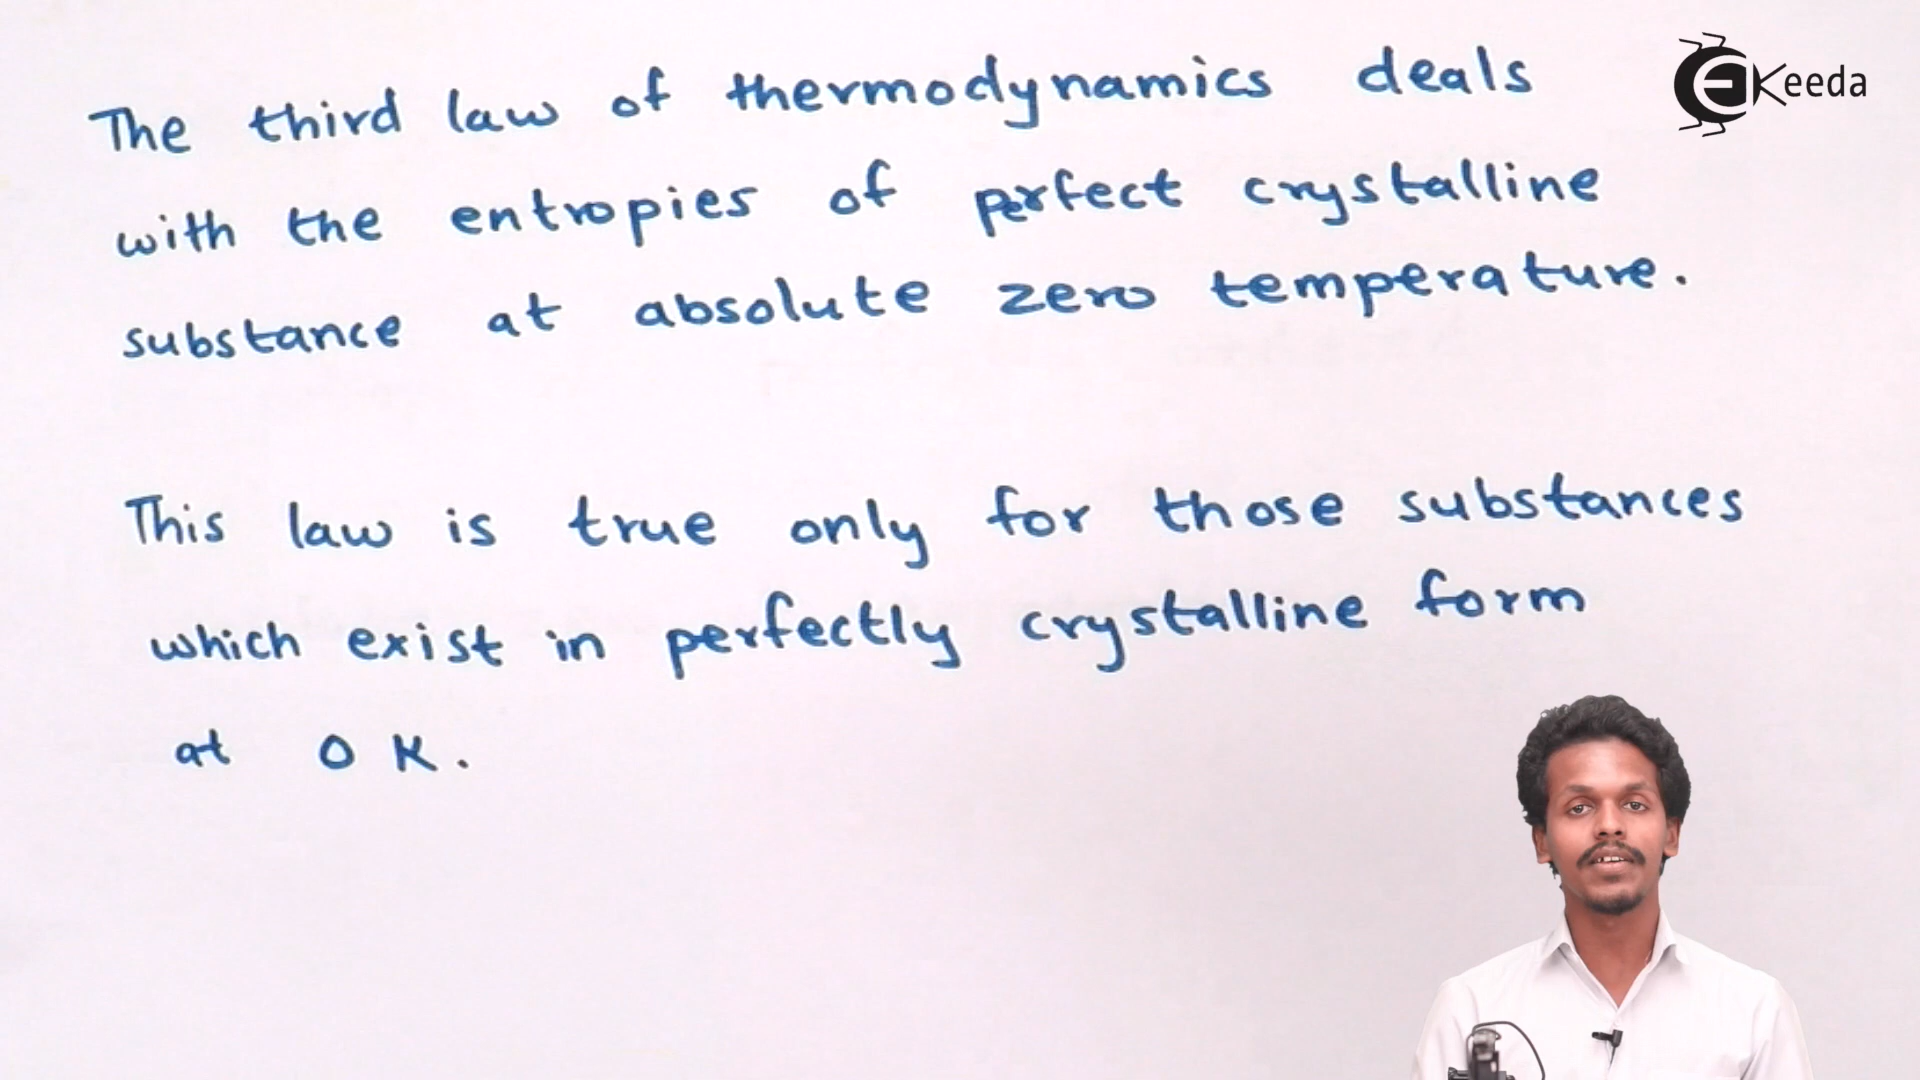 The third law of thermodynamics deals
with the entropies of perfect crystalline
substance at absolute zero temperature.
This law is true only for those substances
which exist in perfectly crystalline form
at 0 K.
EKeeda